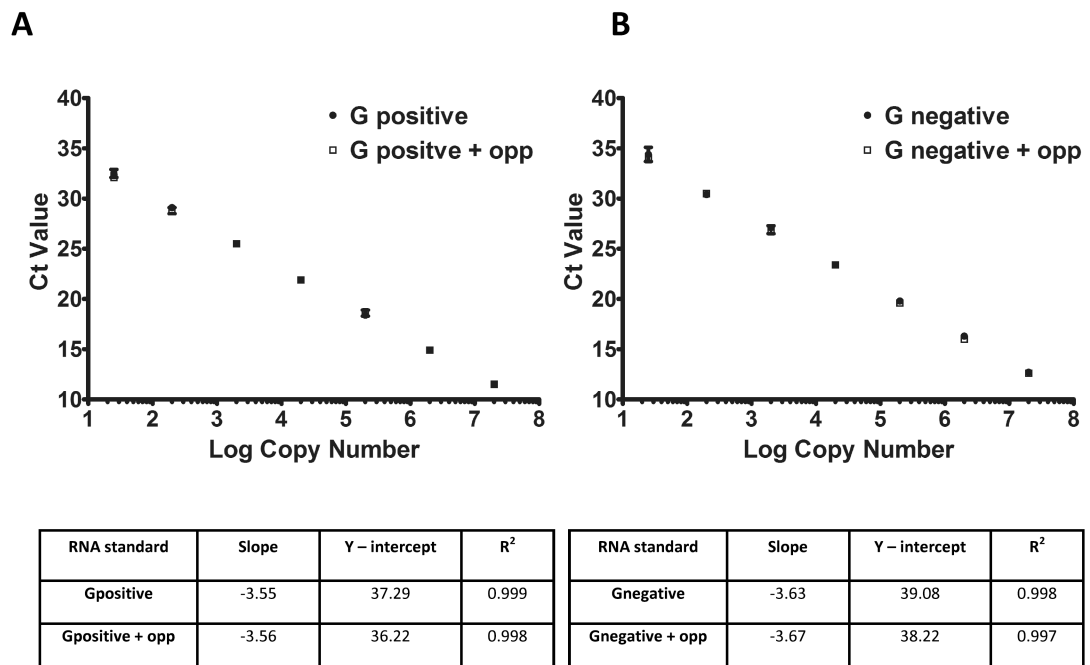 A
40
35
30
25
20
15
10
Ct Value
G positive
G positve + opp
1 2 3 4 5 6 7 8
Log Copy Number
B
40
35
30
25
20
15
10
Ct Value
G negative
G negative + opp
1 2 3 4 5 6 7 8
Log Copy Number
RNA standard Slope Y – intercept R²
Gpositive -3.55 37.29 0.999
Gpositive + opp -3.56 36.22 0.998
RNA standard Slope Y – intercept R²
Gnegative -3.63 39.08 0.998
Gnegative + opp -3.67 38.22 0.997